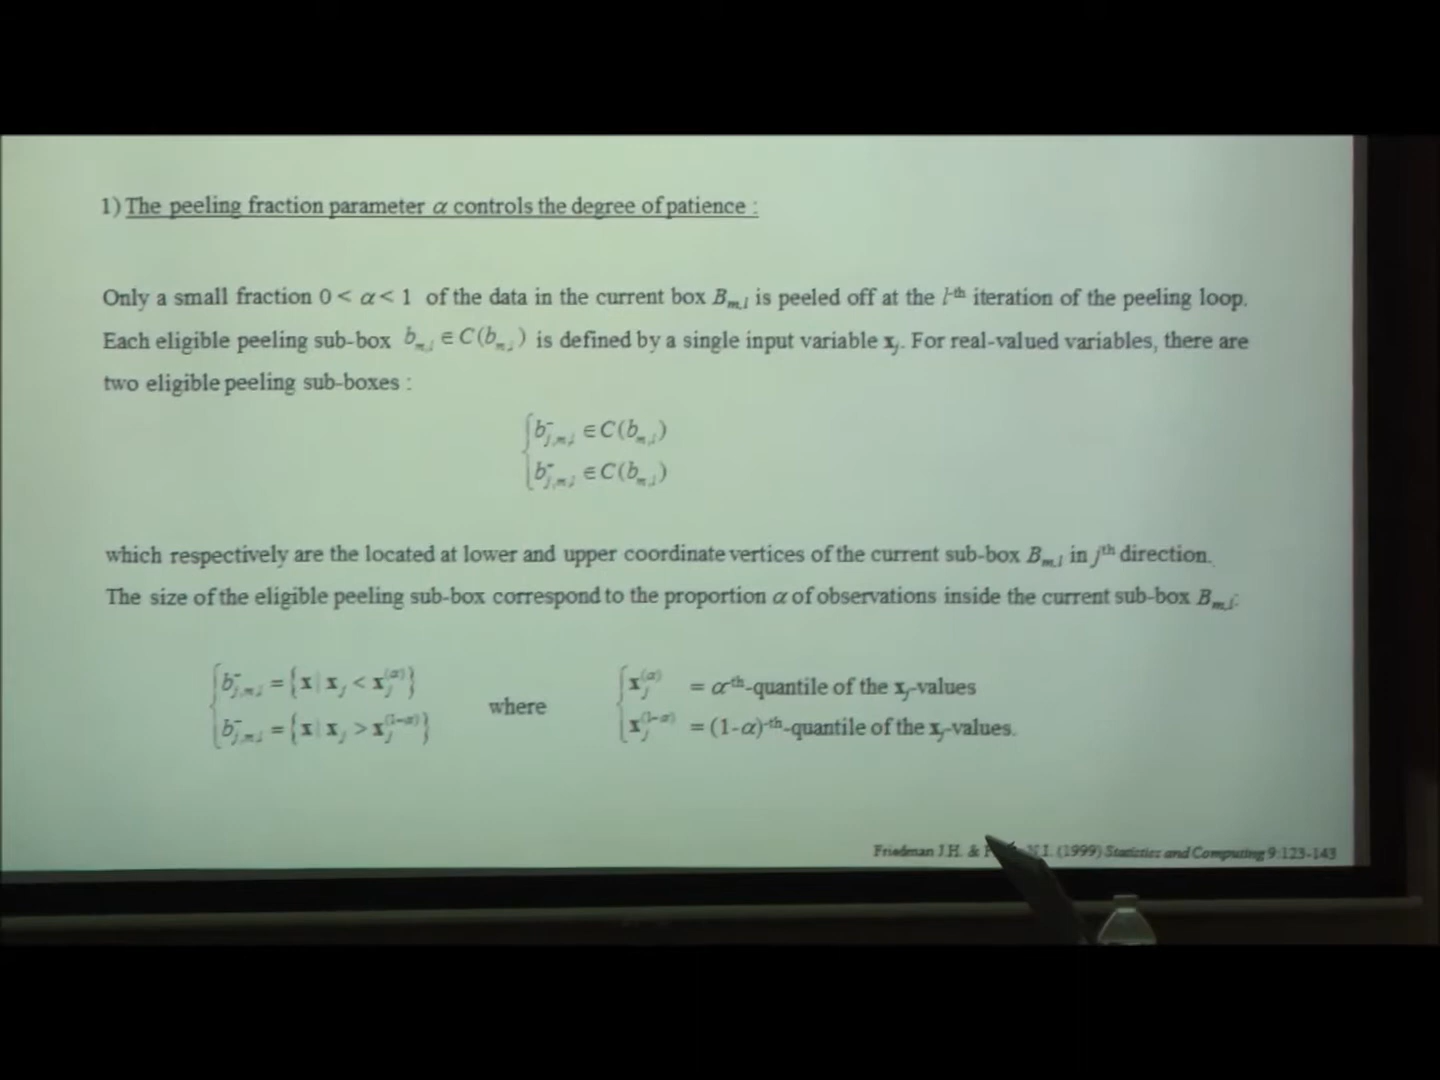 1) The peeling fraction parameter α controls the degree of patience :
Only a small fraction 0 < α < 1 of the data in the current box B_{m,l} is peeled off at the l-th iteration of the peeling loop.
Each eligible peeling sub-box b_{m,l} ∈ C(b_{m,l}) is defined by a single input variable x_j. For real-valued variables, there are
two eligible peeling sub-boxes :
b^-_{j,m,l} ∈ C(b_{m,l})
b^-_{j,m,l} ∈ C(b_{m,l})
which respectively are the located at lower and upper coordinate vertices of the current sub-box B_{m,l} in j^{th} direction.
The size of the eligible peeling sub-box correspond to the proportion α of observations inside the current sub-box B_{m,l}.
b^-_{j,m,l} = {x | x_j < x_j^{(α)}} where x_j^{(α)} = α^{th}-quantile of the x_j-values
b^-_{j,m,l} = {x | x_j > x_j^{(1-α)}} x_j^{(1-α)} = (1-α)^{-th}-quantile of the x_j-values.
Friedman J.H. & N.I. (1999) Statistics and Computing 9:123-143